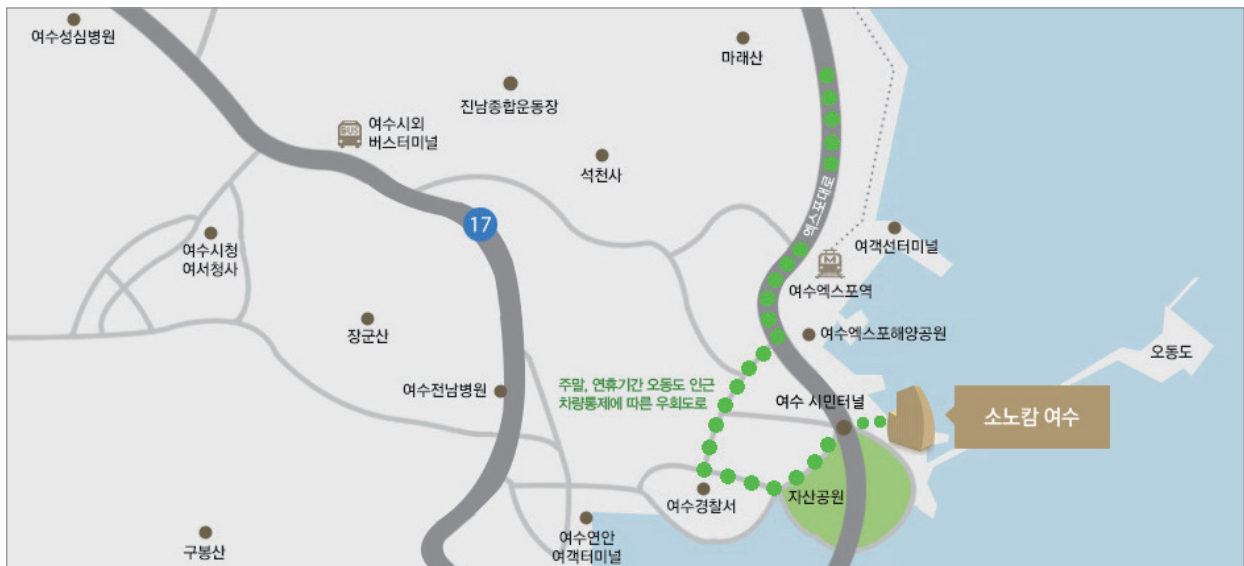 여수성심병원
마래산
진남종합운동장
BUS
여수시외
버스터미널
석천사
엑스포대로
17
여수시청
여서청사
여객선터미널
M
여수엑스포역
장군산
여수엑스포해양공원
오동도
여수전남병원
주말, 연휴기간 오동도 인근
차량통제에 따른 우회도로
여수 시민터널
소노캄 여수
자산공원
여수경찰서
여수연안
여객터미널
구봉산